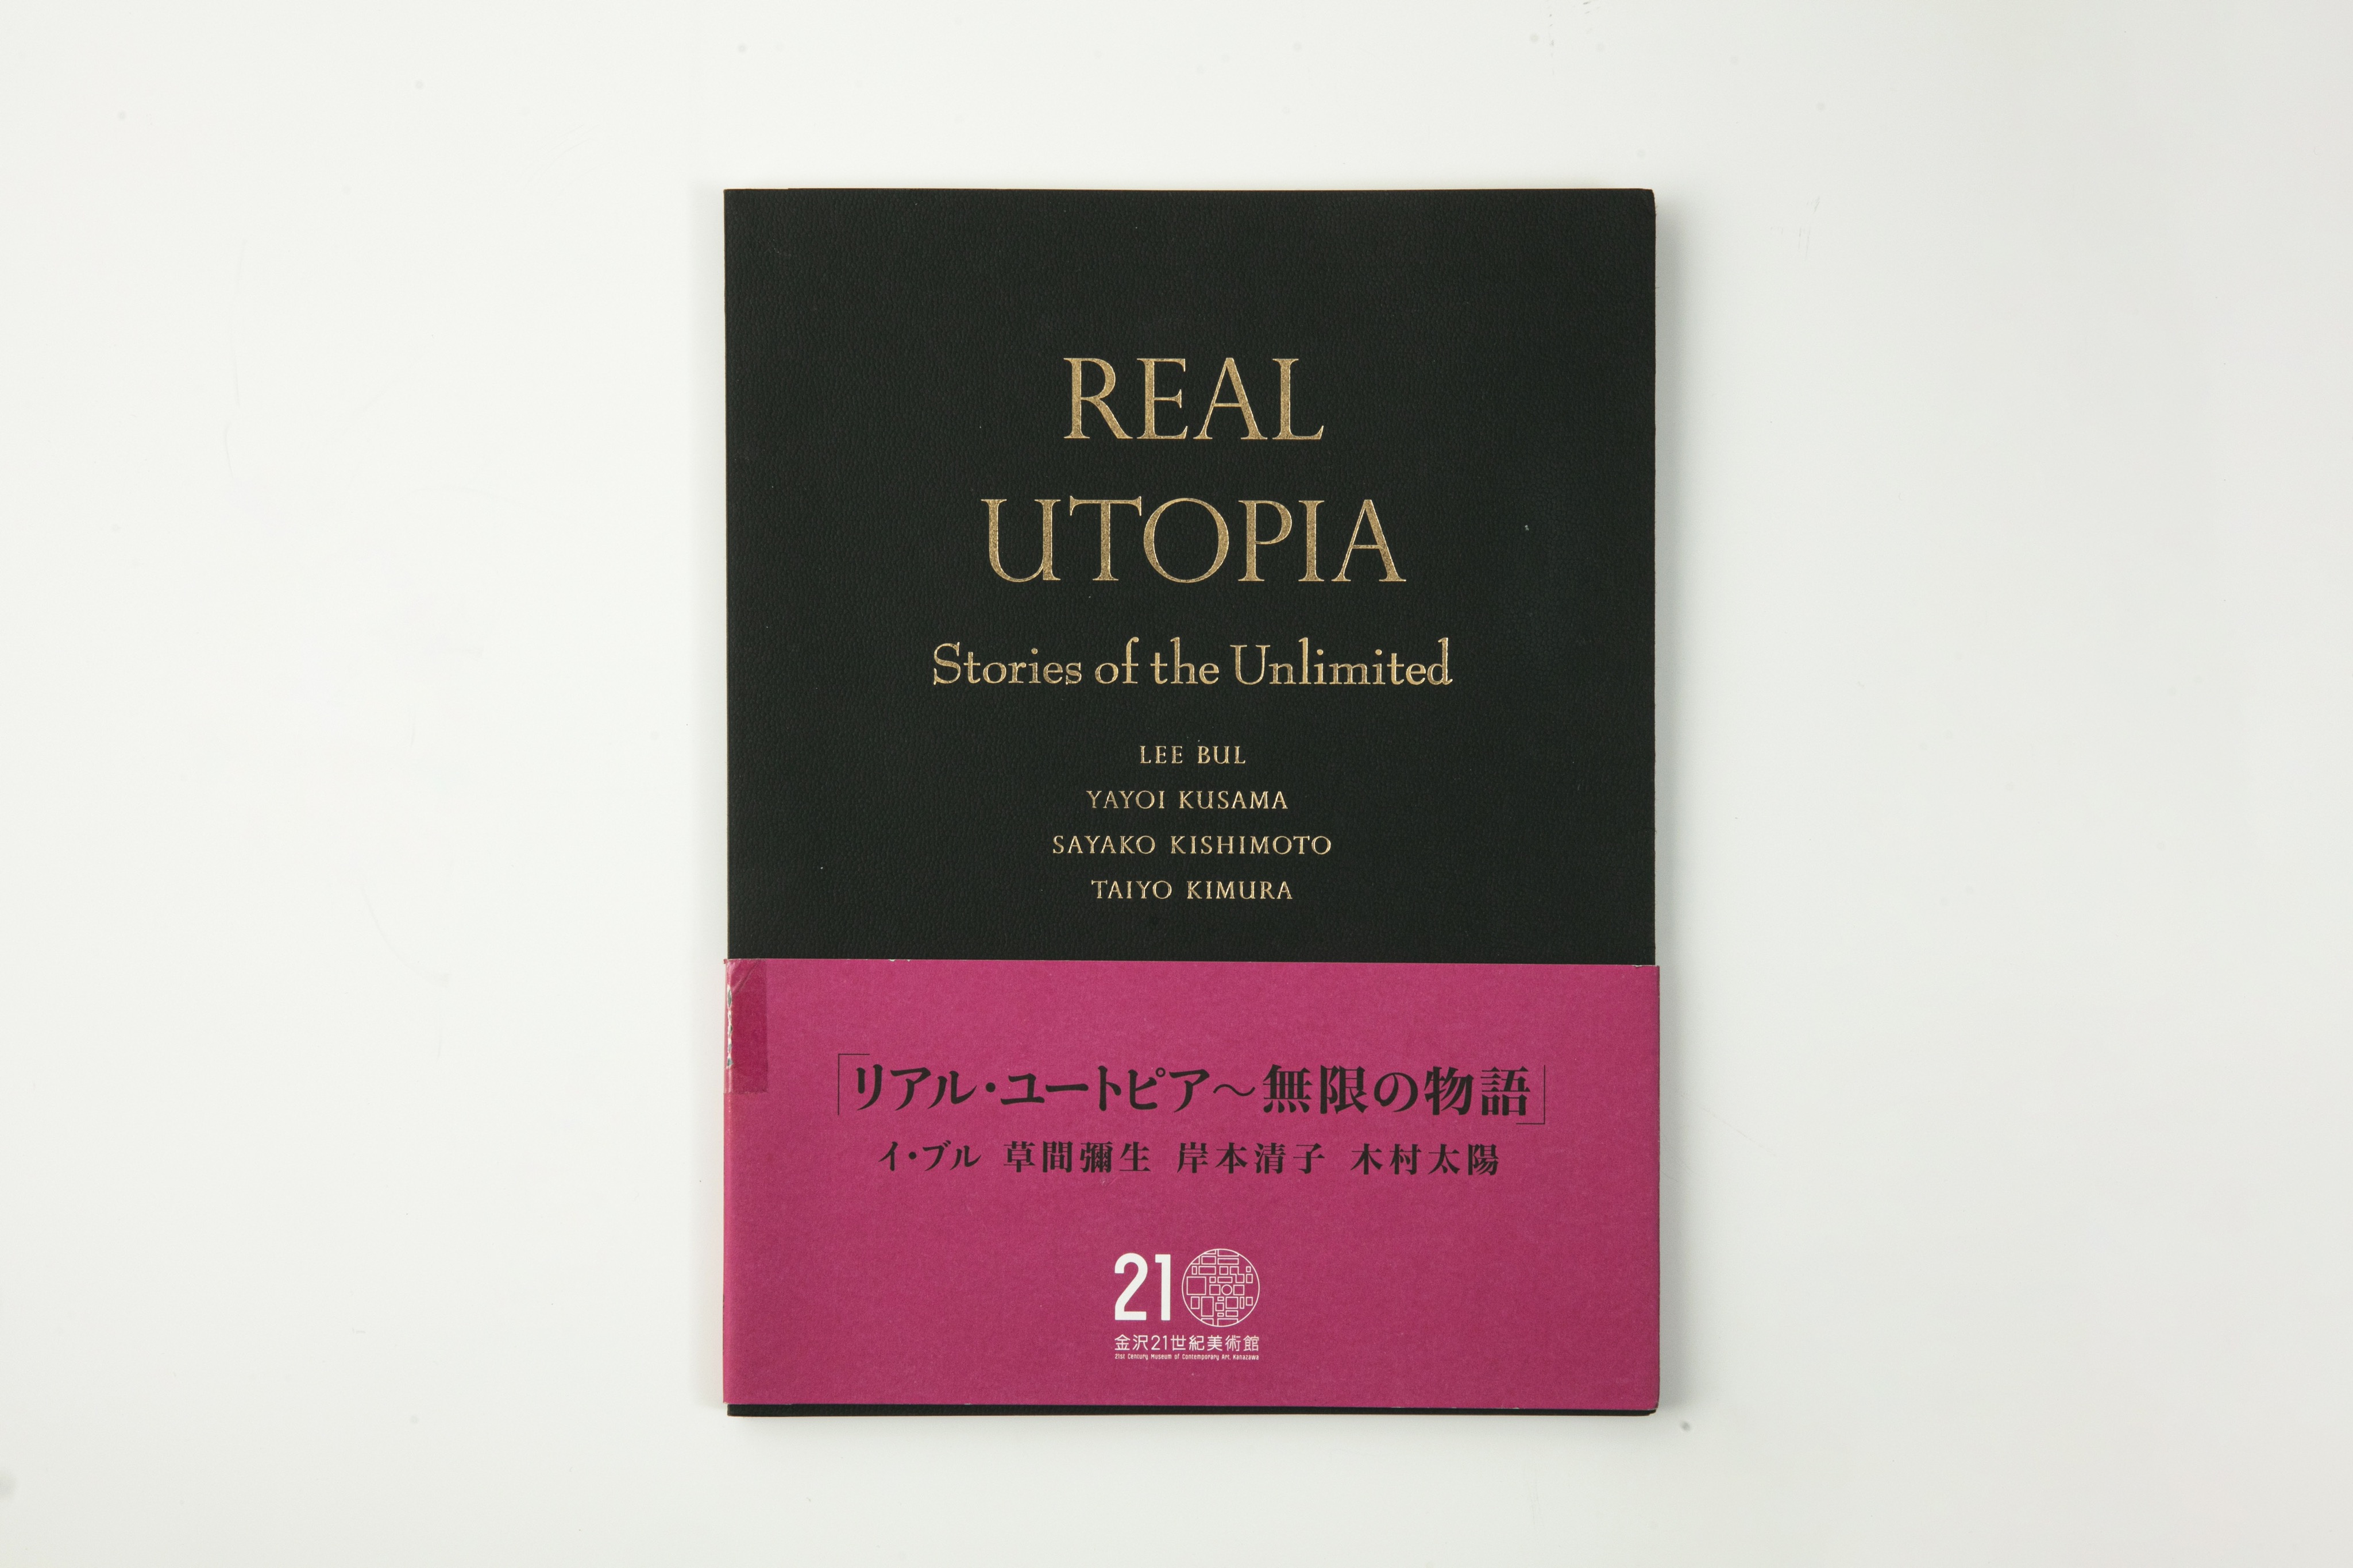 REAL
UTOPIA
Stories of the Unlimited
LEE BUL
YAYOI KUSAMA
SAYAKO KISHIMOTO
TAIYO KIMURA
「リアル・ユートピア〜無限の物語」
イ・ブル 草間彌生 岸本清子 木村太陽
21
金沢21世紀美術館
21st Century Museum of Contemporary Art, Kanazawa